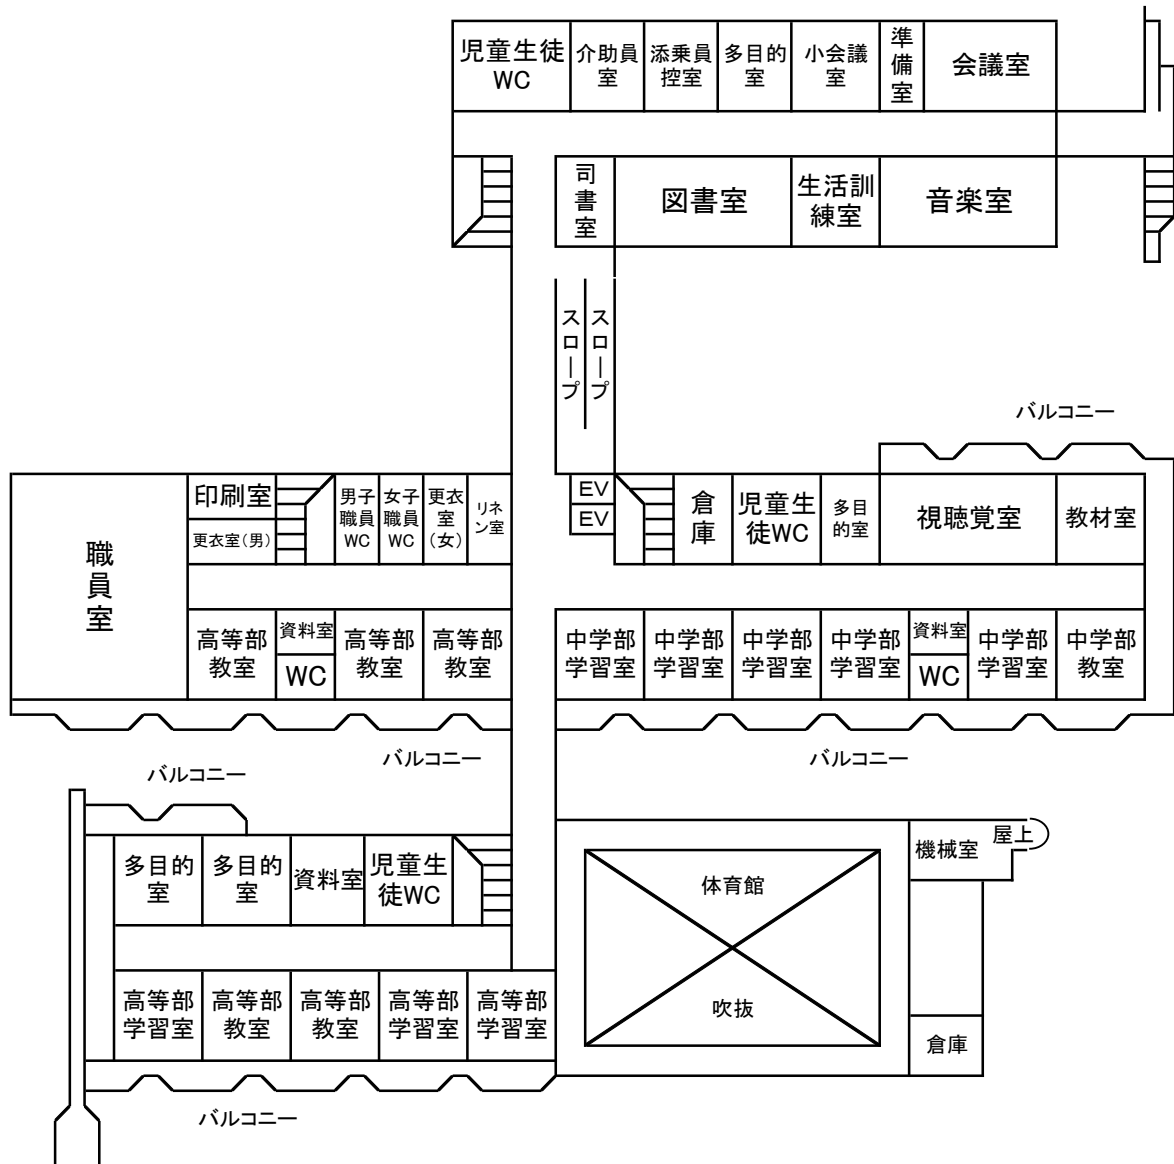 児童生徒
WC
介助員
室
添乗員
控室
多目的
室
小会議
室
準備室
会議室
司書室
図書室
生活訓
練室
音楽室
スロープ
スロープ
バルコニー
職員室
印刷室
更衣室(男)
男子
職員
WC
女子
職員
WC
更衣
室
(女)
リネ
ン室
EV
EV
倉庫
児童生
徒WC
多目
的室
視聴覚室
教材室
高等部
教室
資料室
WC
高等部
教室
高等部
教室
中学部
学習室
中学部
学習室
中学部
学習室
中学部
学習室
資料室
WC
中学部
学習室
中学部
教室
バルコニー
バルコニー
バルコニー
多目的
室
多目的
室
資料室
児童生
徒WC
体育館
吹抜
機械室
屋上
高等部
学習室
高等部
教室
高等部
教室
高等部
学習室
高等部
学習室
倉庫
バルコニー